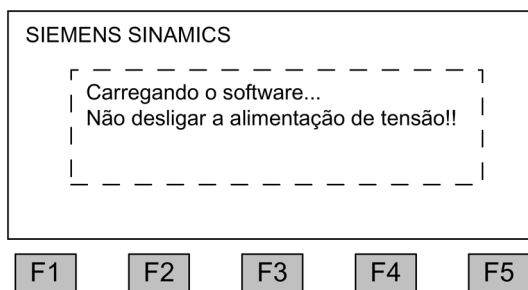 SIEMENS SINAMICS
Carregando o software...
Não desligar a alimentação de tensão!!
F1 F2 F3 F4 F5